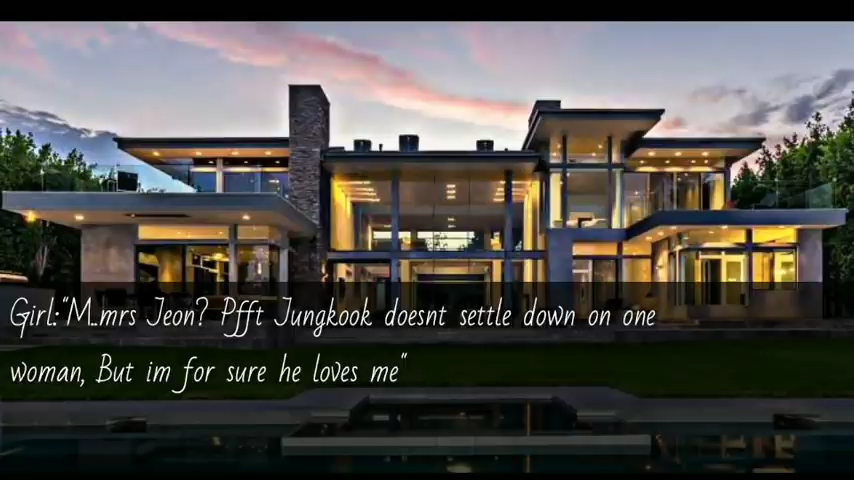 Girl:"M..mrs Jeon? Pfft Jungkook doesnt settle down on one
woman, But im for sure he loves me"